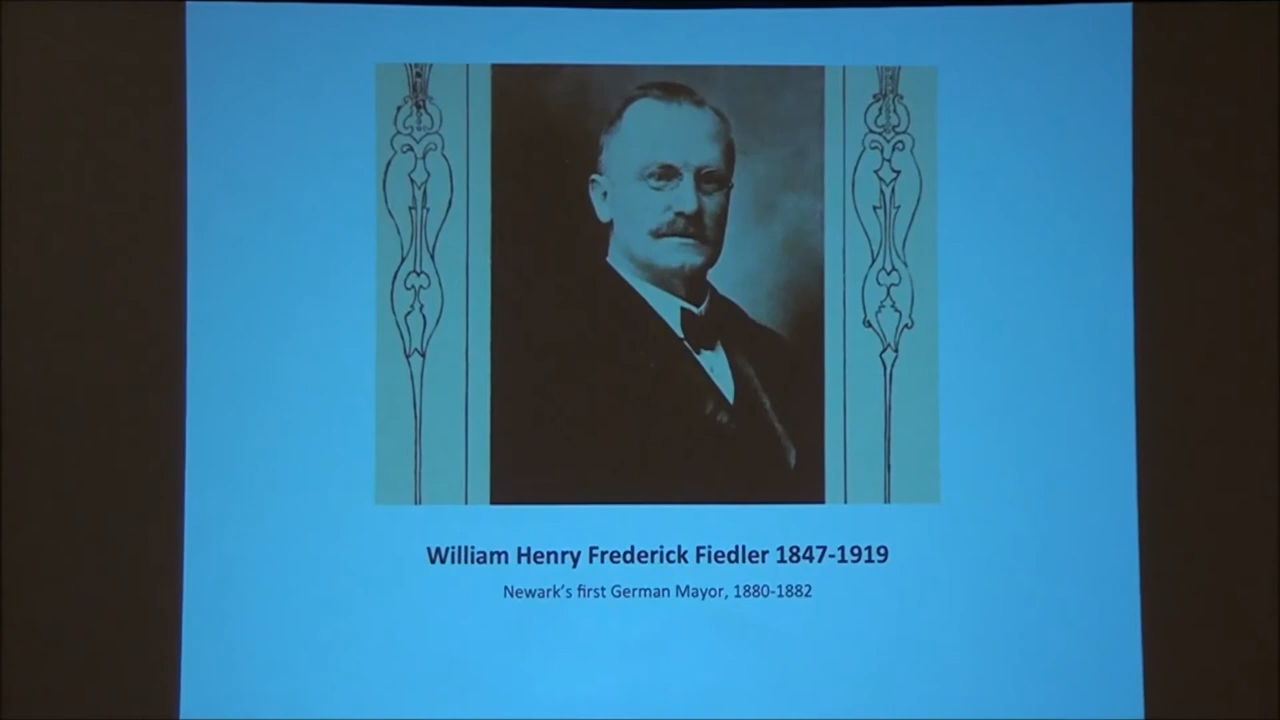 William Henry Frederick Fiedler 1847-1919
Newark's first German Mayor, 1880-1882